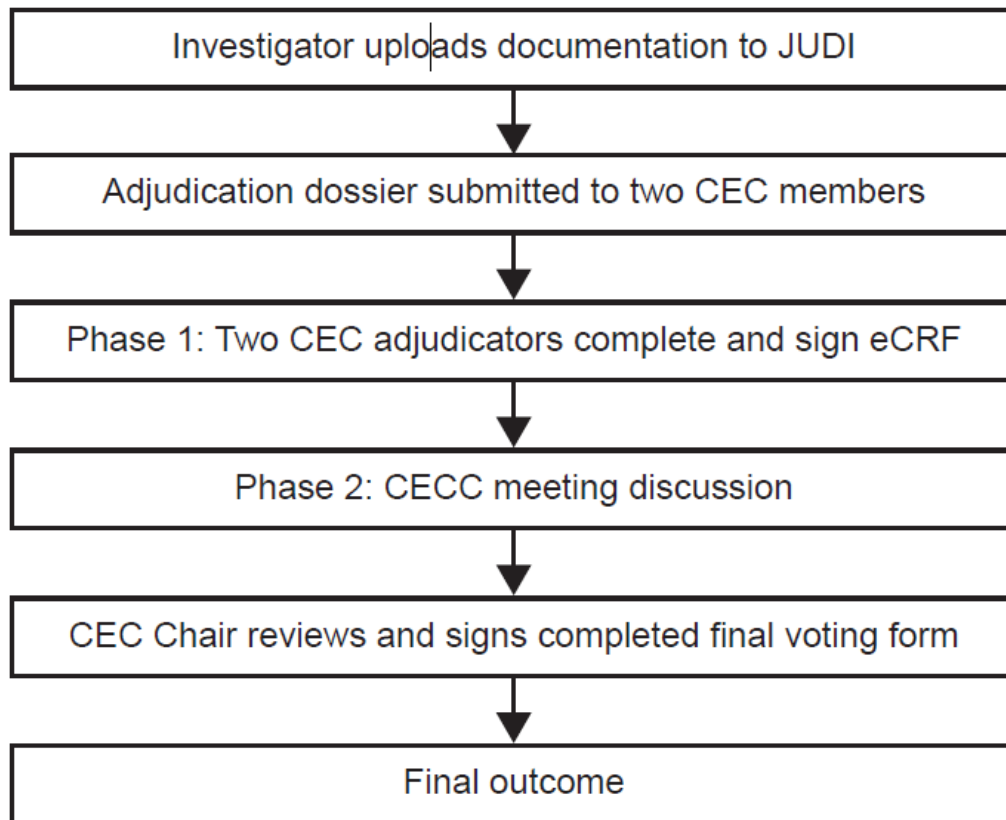 Investigator uploads documentation to JUDI
Adjudication dossier submitted to two CEC members
Phase 1: Two CEC adjudicators complete and sign eCRF
Phase 2: CECC meeting discussion
CEC Chair reviews and signs completed final voting form
Final outcome